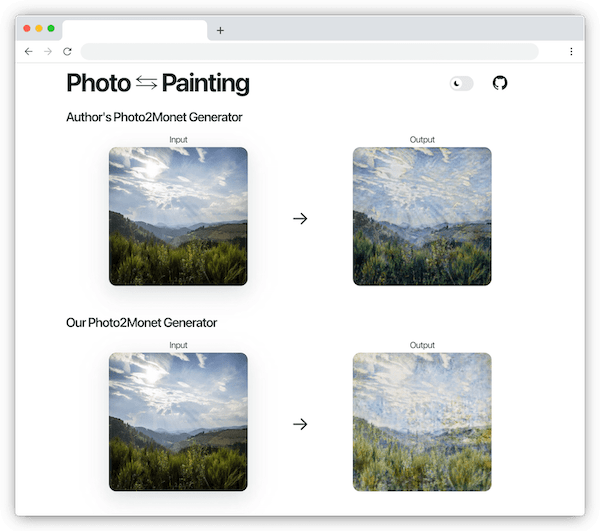 Photo ⇆ Painting
Author's Photo2Monet Generator
Input
Output
Our Photo2Monet Generator
Input
Output